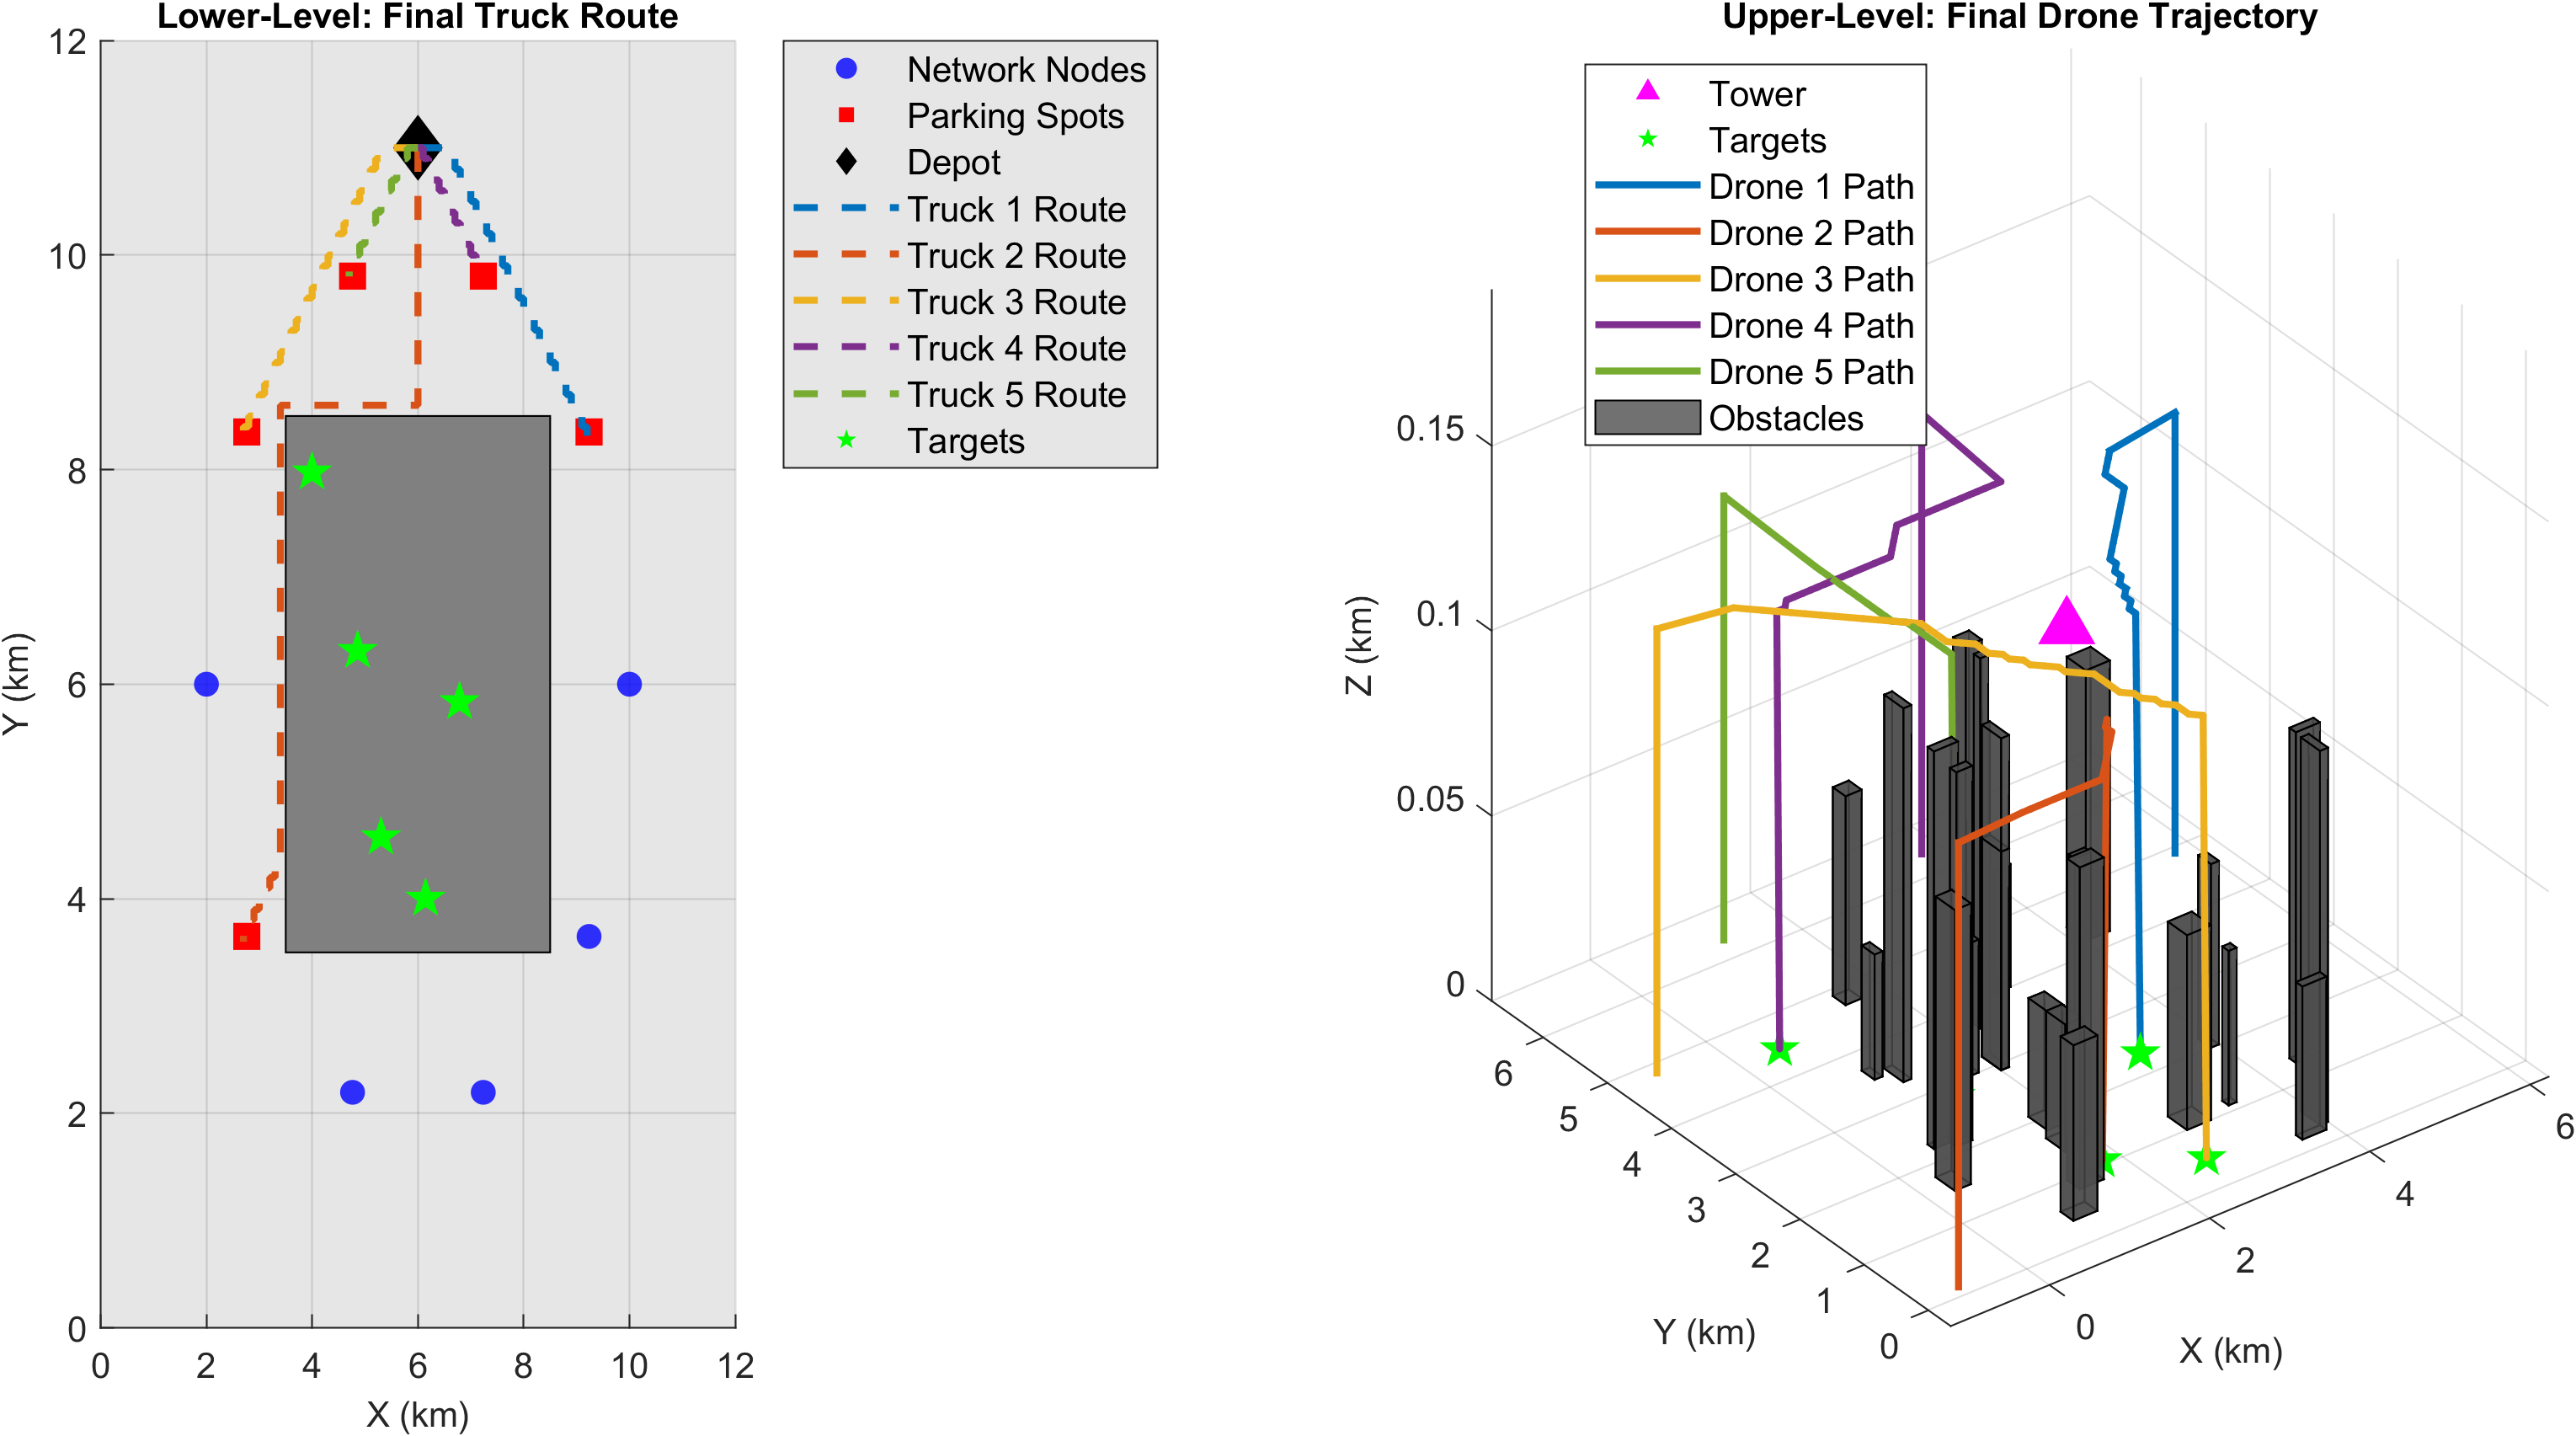 Lower-Level: Final Truck Route
12
10
8
6
4
2
0
0 2 4 6 8 10 12
X (km)
Y (km)
Network Nodes
Parking Spots
Depot
Truck 1 Route
Truck 2 Route
Truck 3 Route
Truck 4 Route
Truck 5 Route
Targets
Upper-Level: Final Drone Trajectory
Tower
Targets
Drone 1 Path
Drone 2 Path
Drone 3 Path
Drone 4 Path
Drone 5 Path
Obstacles
0.15
0.1
0.05
0
Z (km)
6
5
4
3
2
1
0
Y (km)
0
2
4
6
X (km)